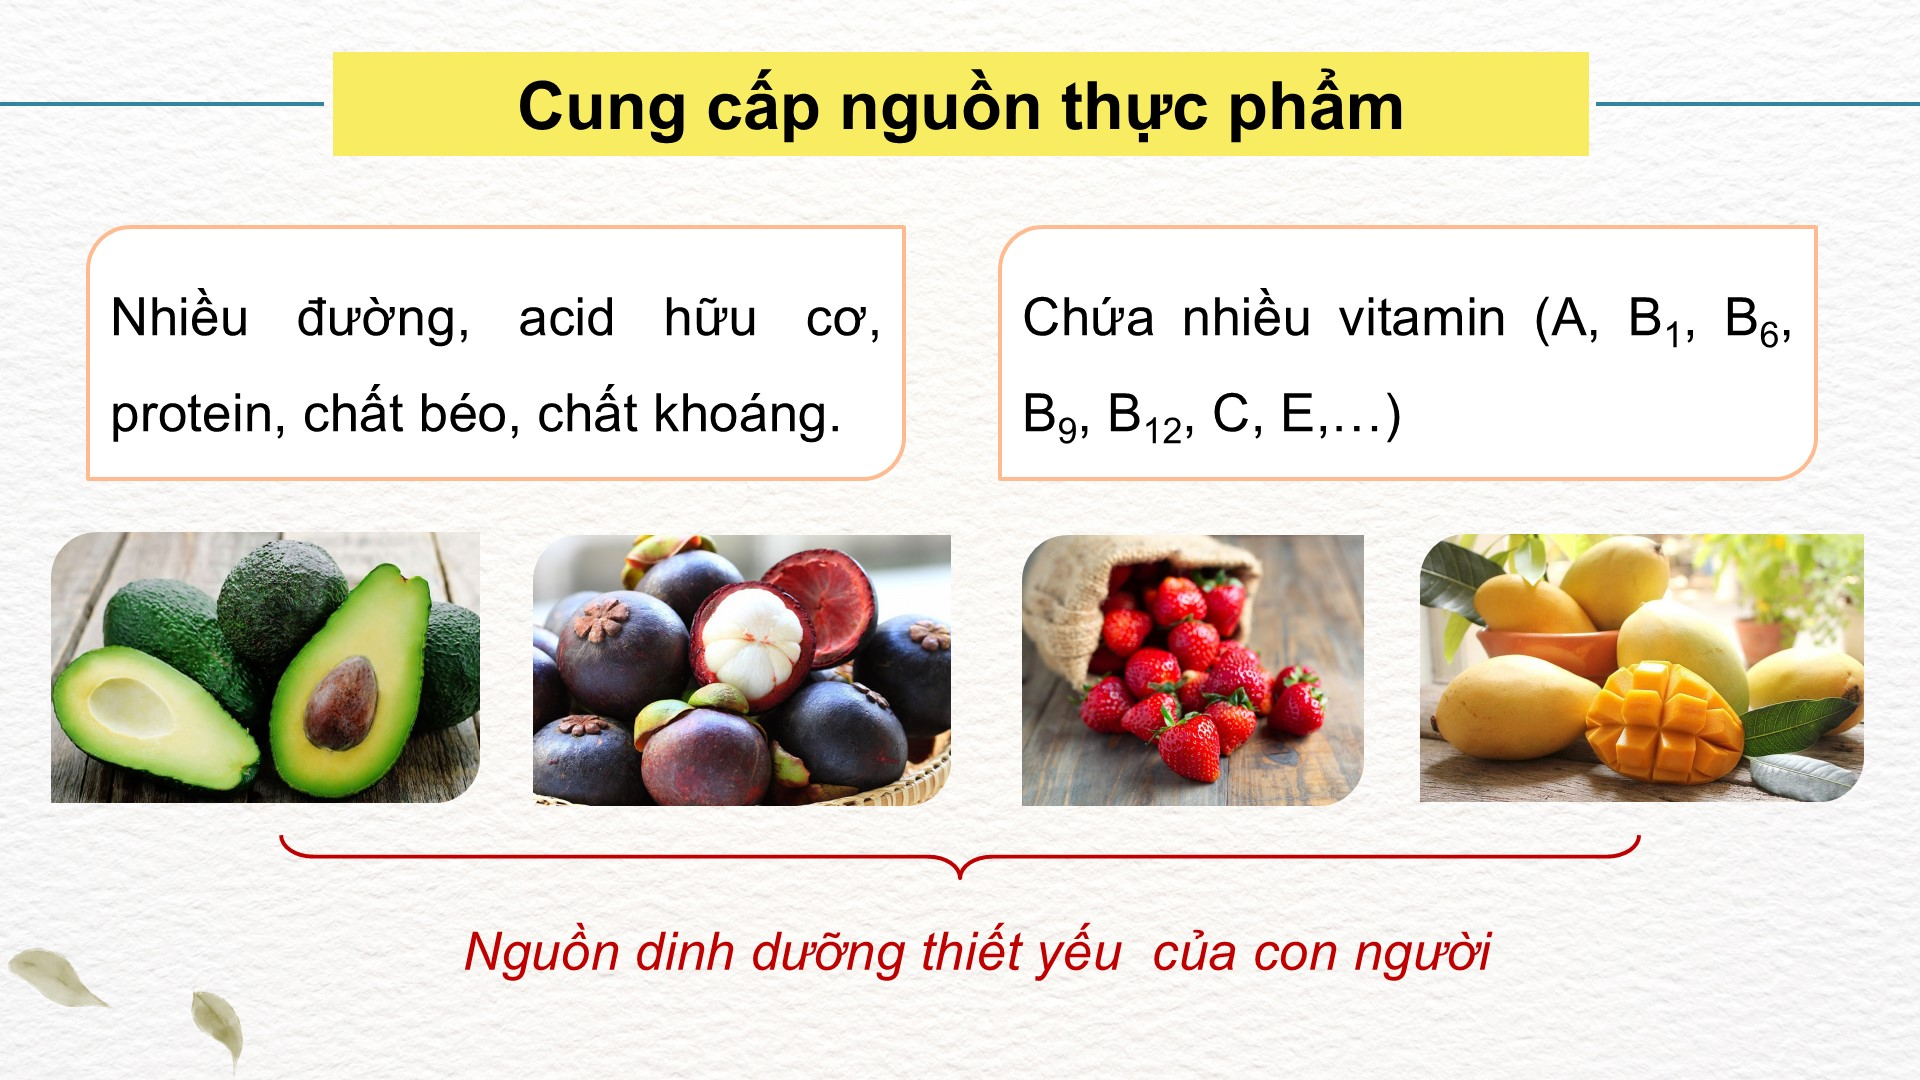 Cung cấp nguồn thực phẩm
Nhiều đường, acid hữu cơ,
protein, chất béo, chất khoáng.
Chứa nhiều vitamin (A, B₁, B₆,
B₉, B₁₂, C, E,…)
Nguồn dinh dưỡng thiết yếu của con người